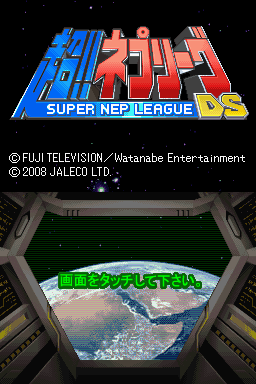 超!!ネプリーグ
SUPER NEP LEAGUE DS
©FUJI TELEVISION／Watanabe Entertainment
©2008 JALECO LTD.
画面をタッチして下さい。